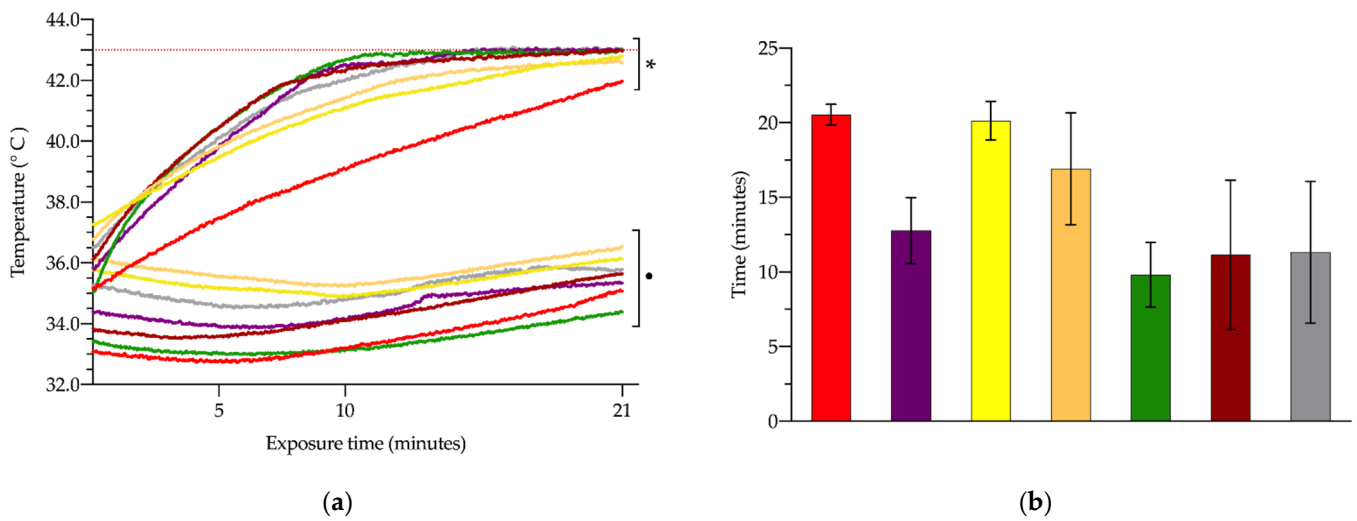 44.0
42.0
40.0
38.0
36.0
34.0
32.0
Temperature (° C )
5 10 21
Exposure time (minutes)
*
•
(a)
25
20
15
10
5
0
Time (minutes)
(b)